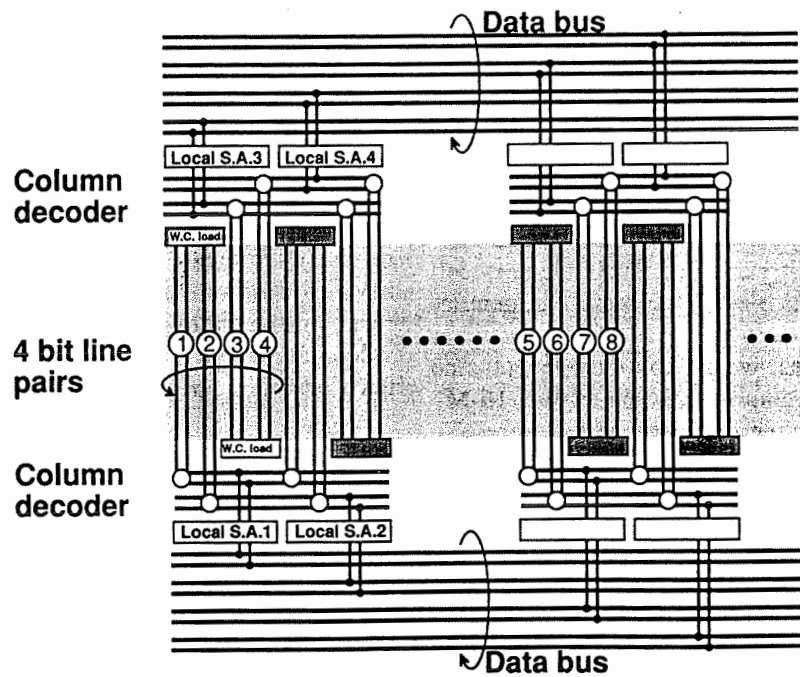 Data bus
Local S.A.3
Local S.A.4
Column
decoder
W.C. load
1 2 3 4
5 6 7 8
4 bit line
pairs
W.C. load
Column
decoder
Local S.A.1
Local S.A.2
Data bus